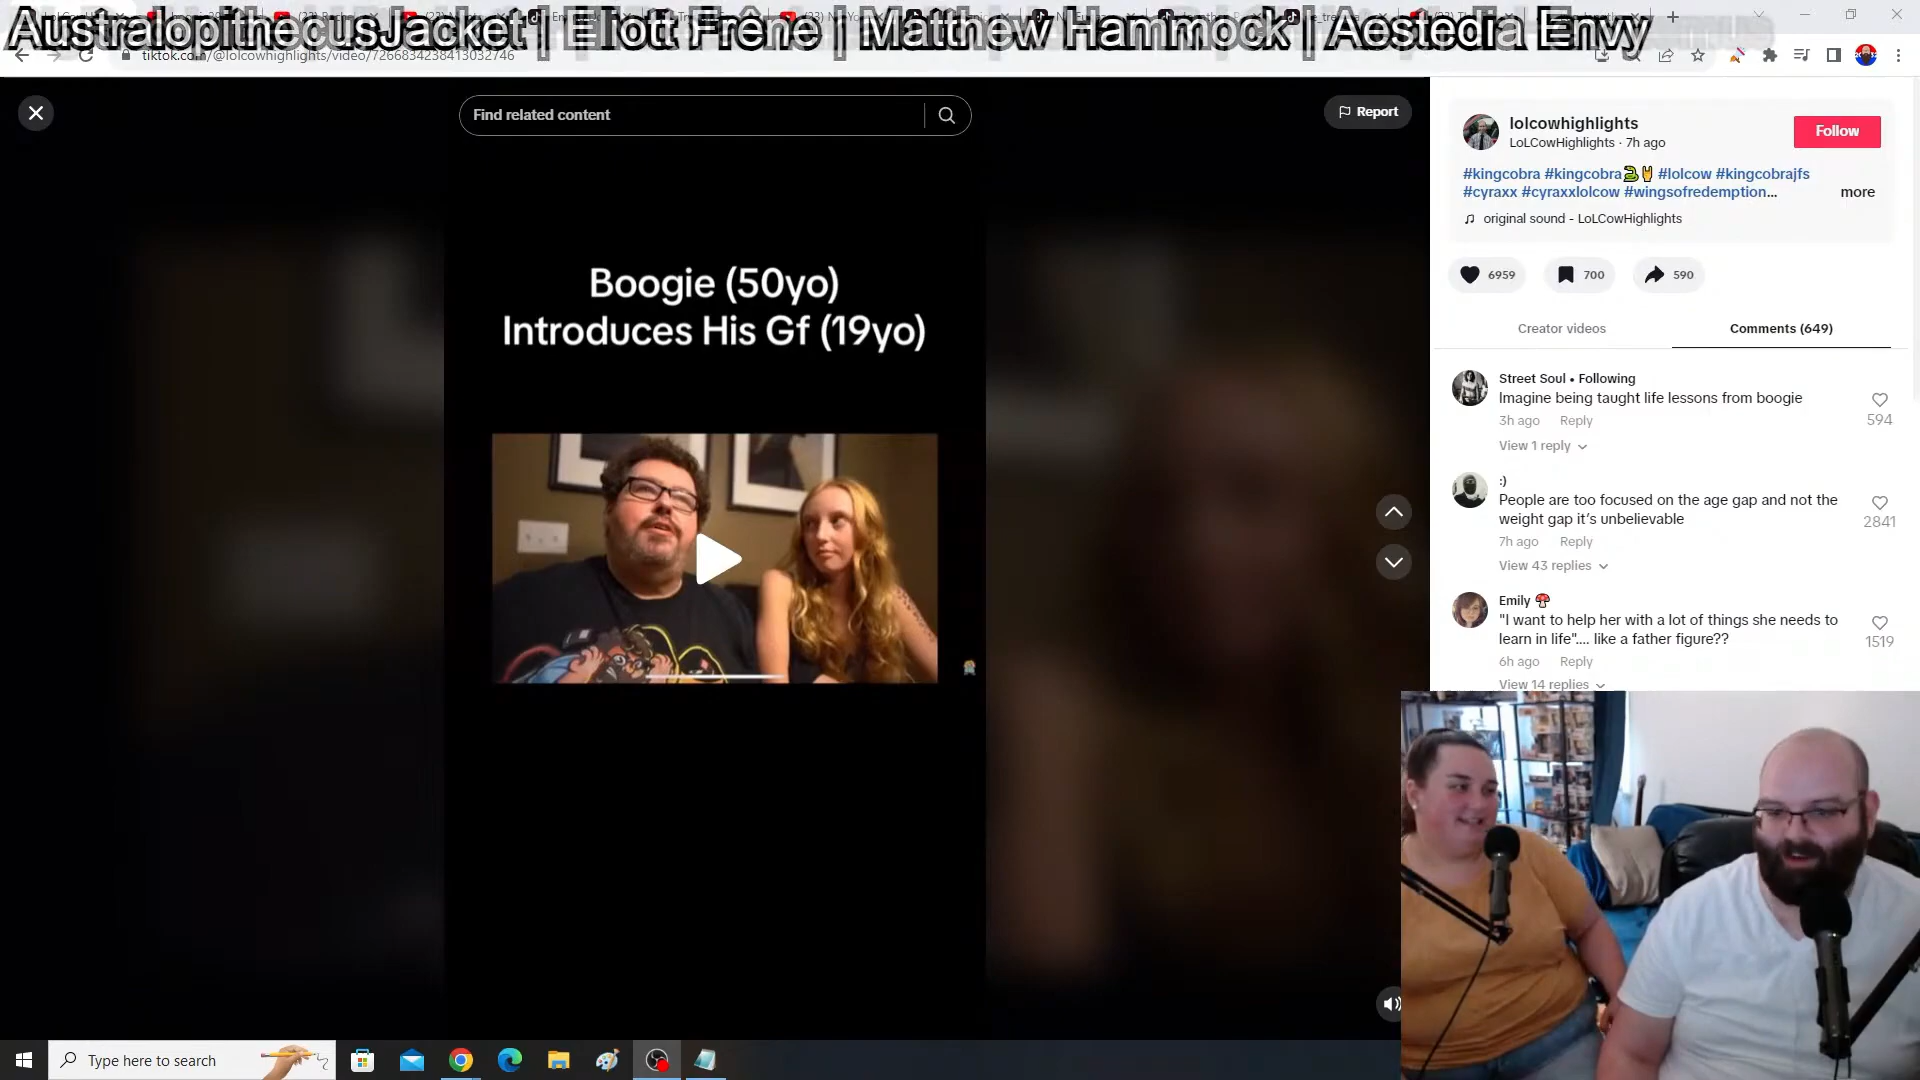 AustralopithecusJacket | Eliott Frêne | Matthew Hammock | Aestedia Envy
tiktok.com/@lolcowhighlights/video/7266834238413032746
Find related content
Report
Boogie (50yo)
Introduces His Gf (19yo)
lolcowhighlights
LoLCowHighlights · 7h ago
Follow
#kingcobra #kingcobra🐍🤘 #lolcow #kingcobrajfs
#cyraxx #cyraxxlolcow #wingsofredemption...
more
original sound - LoLCowHighlights
6959
700
590
Creator videos
Comments (649)
Street Soul • Following
Imagine being taught life lessons from boogie
3h ago Reply
594
View 1 reply
:)
People are too focused on the age gap and not the
weight gap it's unbelievable
2841
7h ago Reply
View 43 replies
Emily 🍄
"I want to help her with a lot of things she needs to
learn in life".... like a father figure??
1519
6h ago Reply
View 14 replies
Type here to search